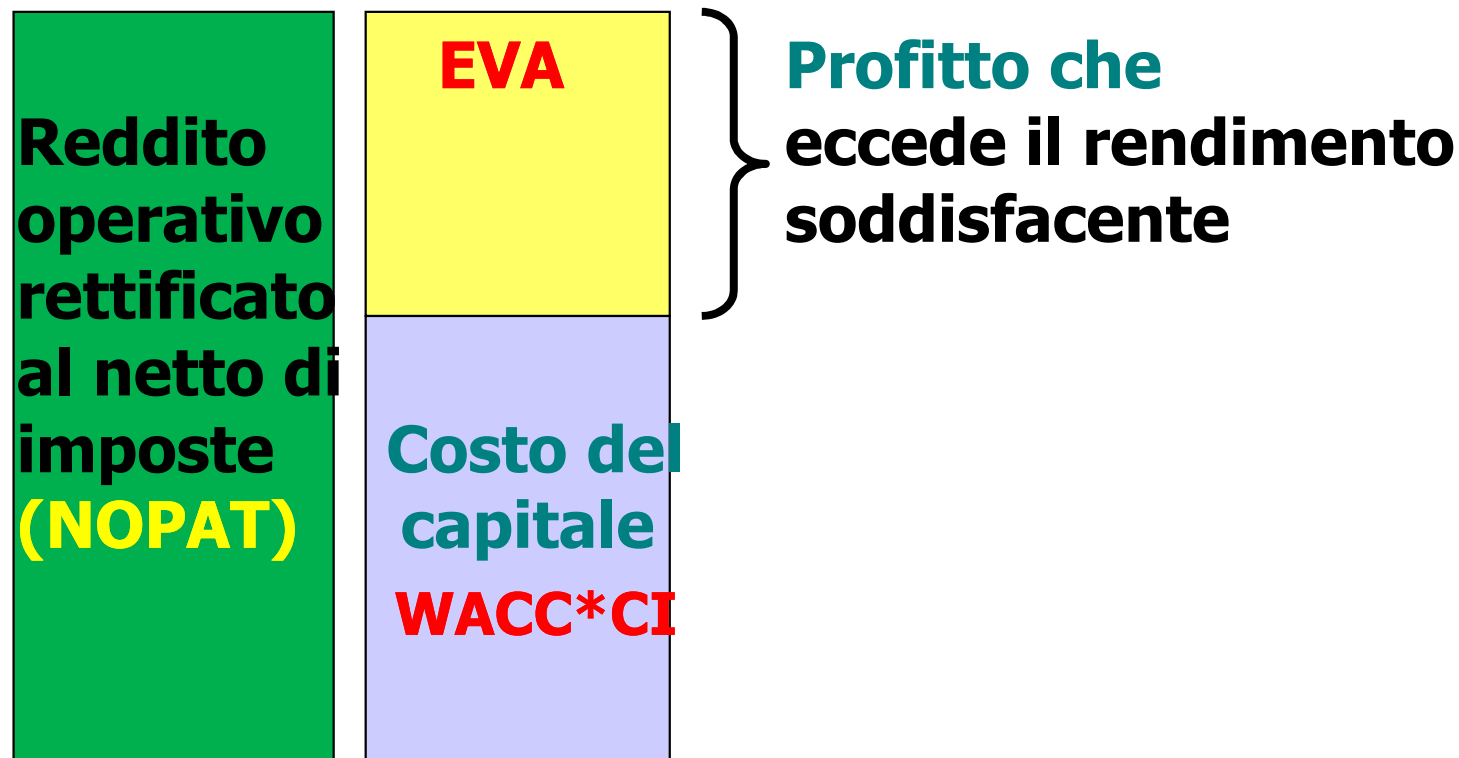 Reddito
operativo
rettificato
al netto di
imposte
(NOPAT)
EVA
Costo del
capitale
WACC*CI
Profitto che
eccede il rendimento
soddisfacente